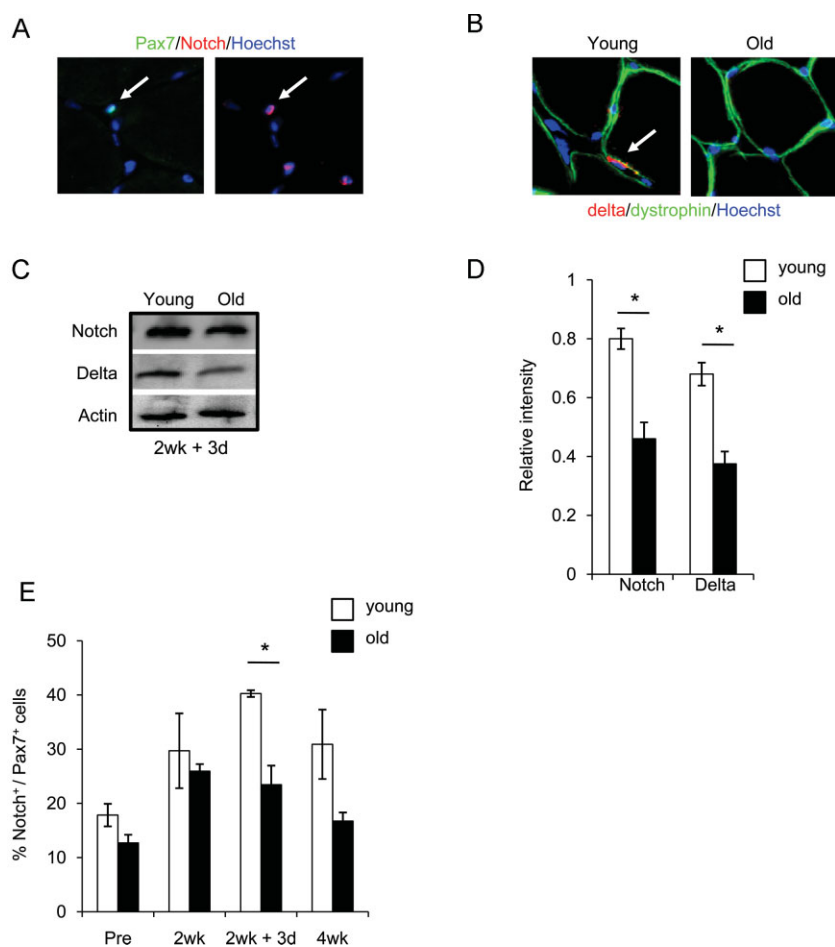 A
Pax7/Notch/Hoechst
B
Young Old
delta/dystrophin/Hoechst
C
Young Old
Notch
Delta
Actin
2wk + 3d
D
young
old
Relative intensity
1
0.8
0.6
0.4
0.2
0
*
*
Notch Delta
E
young
old
% Notch⁺ / Pax7⁺ cells
50
40
30
20
10
0
*
Pre 2wk 2wk + 3d 4wk